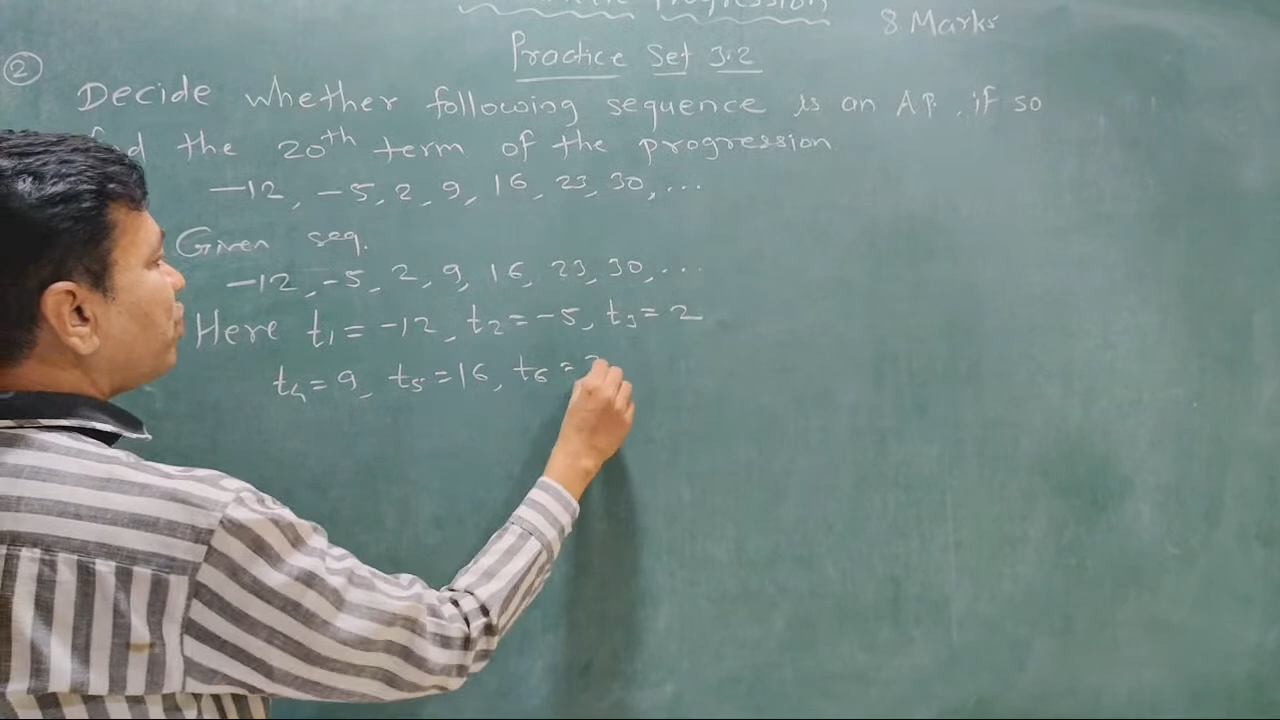 Progression
8 Marks
Practice Set 3.2
②
Decide whether following sequence is an A.P., if so
the 20th term of the progression
-12, -5, 2, 9, 16, 23, 30, ...
Given seq.
-12, -5, 2, 9, 16, 23, 30, ...
Here t1 = -12, t2 = -5, t3 = 2
t4 = 9, t5 = 16, t6 =